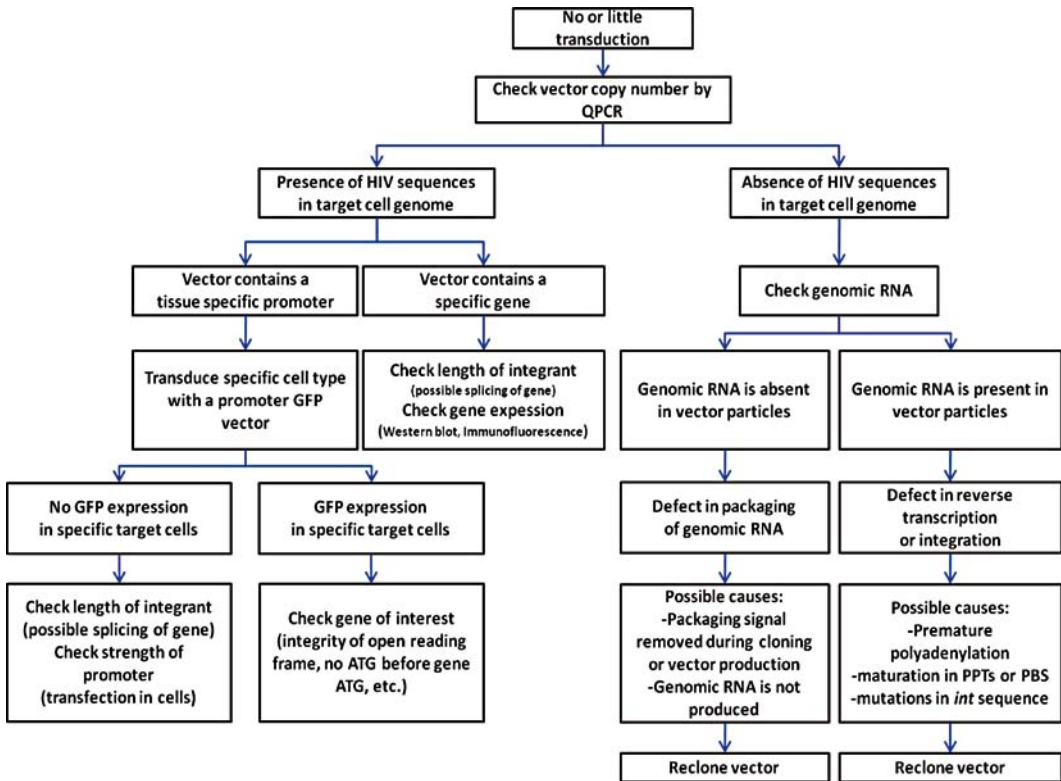 No or little
transduction
Check vector copy number by
QPCR
Presence of HIV sequences
in target cell genome
Absence of HIV sequences
in target cell genome
Vector contains a
tissue specific promoter
Vector contains a
specific gene
Check genomic RNA
Transduce specific cell type
with a promoter GFP
vector
Check length of integrant
(possible splicing of gene)
Check gene expession
(Western blot, Immunofluorescence)
Genomic RNA is absent
in vector particles
Genomic RNA is present in
vector particles
No GFP expression
in specific target cells
GFP expression
in specific target cells
Defect in packaging
of genomic RNA
Defect in reverse
transcription
or integration
Check length of integrant
(possible splicing of gene)
Check strength of
promoter
(transfection in cells)
Check gene of interest
(integrity of open reading
frame, no ATG before gene
ATG, etc.)
Possible causes:
-Packaging signal
removed during cloning
or vector production
-Genomic RNA is not
produced
Possible causes:
-Premature
polyadenylation
-maturation in PPTs or PBS
-mutations in int sequence
Reclone vector
Reclone vector